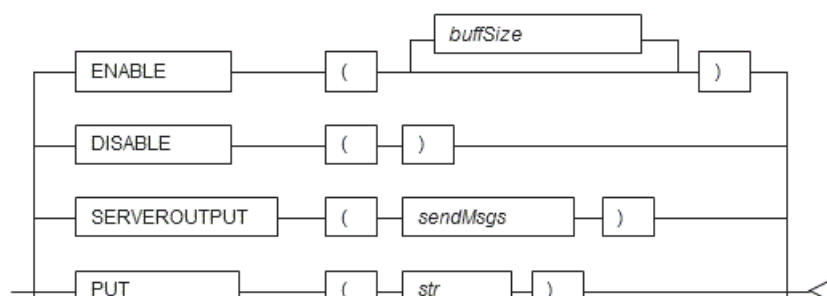 buffSize
ENABLE ( )
DISABLE ( )
SERVEROUTPUT ( sendMsgs )
PUT ( str )